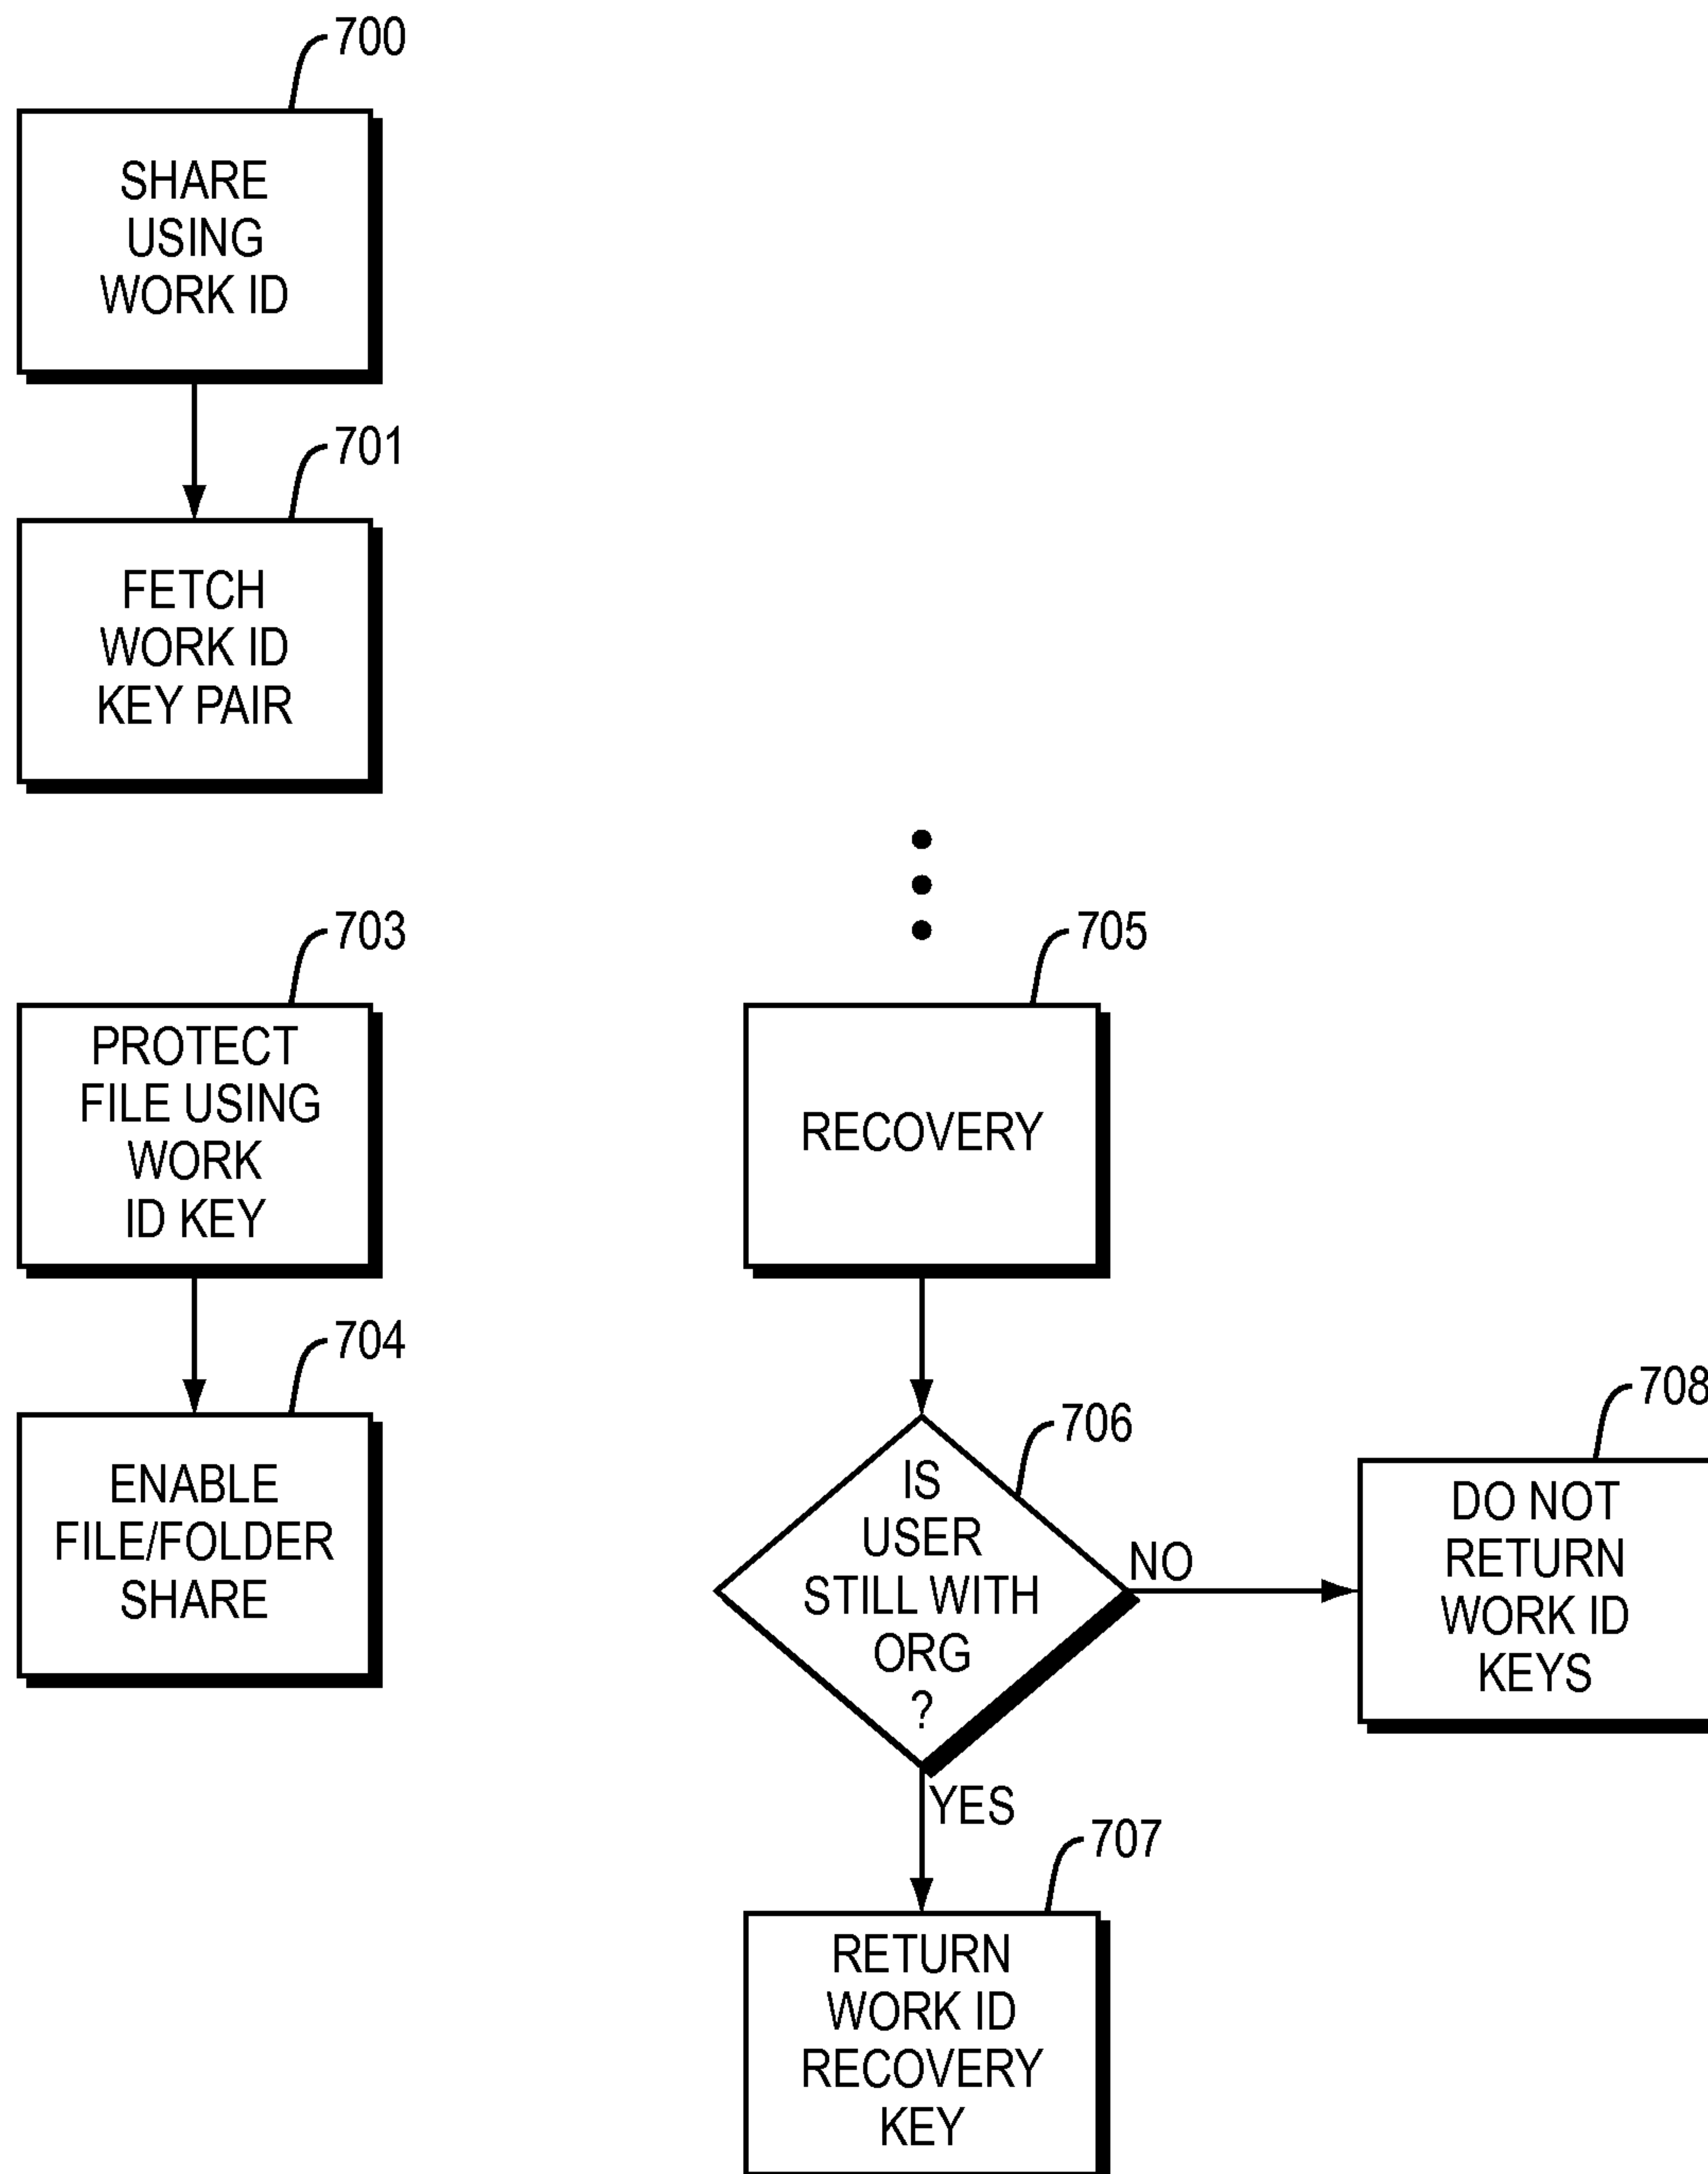 700
SHARE
USING
WORK ID
701
FETCH
WORK ID
KEY PAIR
703
PROTECT
FILE USING
WORK
ID KEY
704
ENABLE
FILE/FOLDER
SHARE
705
RECOVERY
706
IS
USER
STILL WITH
ORG
?
NO
708
DO NOT
RETURN
WORK ID
KEYS
YES
707
RETURN
WORK ID
RECOVERY
KEY